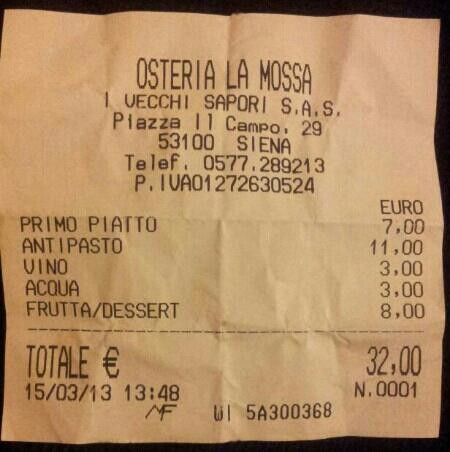 OSTERIA LA MOSSA
I VECCHI SAPORI S.A.S.
Piazza Il Campo, 29
53100 SIENA
Telef. 0577.289213
P.IVA01272630524
EURO
PRIMO PIATTO 7,00
ANTIPASTO 11,00
VINO 3,00
ACQUA 3,00
FRUTTA/DESSERT 8,00
TOTALE € 32,00
15/03/13 13:48 N.0001
MF WI 5A300368